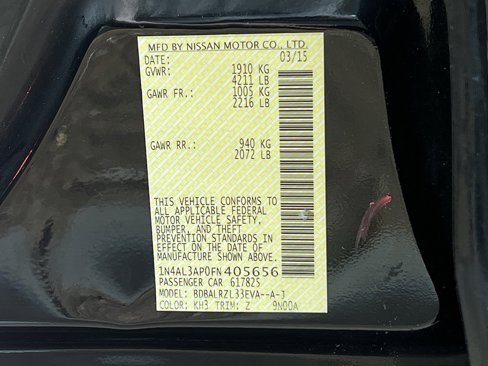 MFD BY NISSAN MOTOR CO., LTD.
DATE: 03/15
GVWR: 1910 KG
4211 LB
GAWR FR.: 1005 KG
2216 LB
GAWR RR.: 940 KG
2072 LB
THIS VEHICLE CONFORMS TO
ALL APPLICABLE FEDERAL
MOTOR VEHICLE SAFETY,
BUMPER, AND THEFT
PREVENTION STANDARDS IN
EFFECT ON THE DATE OF
MANUFACTURE SHOWN ABOVE.
1N4AL3AP0FN 405656
PASSENGER CAR 617825
MODEL: BDBALRZL33EVA--A-J
COLOR: KH3 TRIM: Z 9N00A